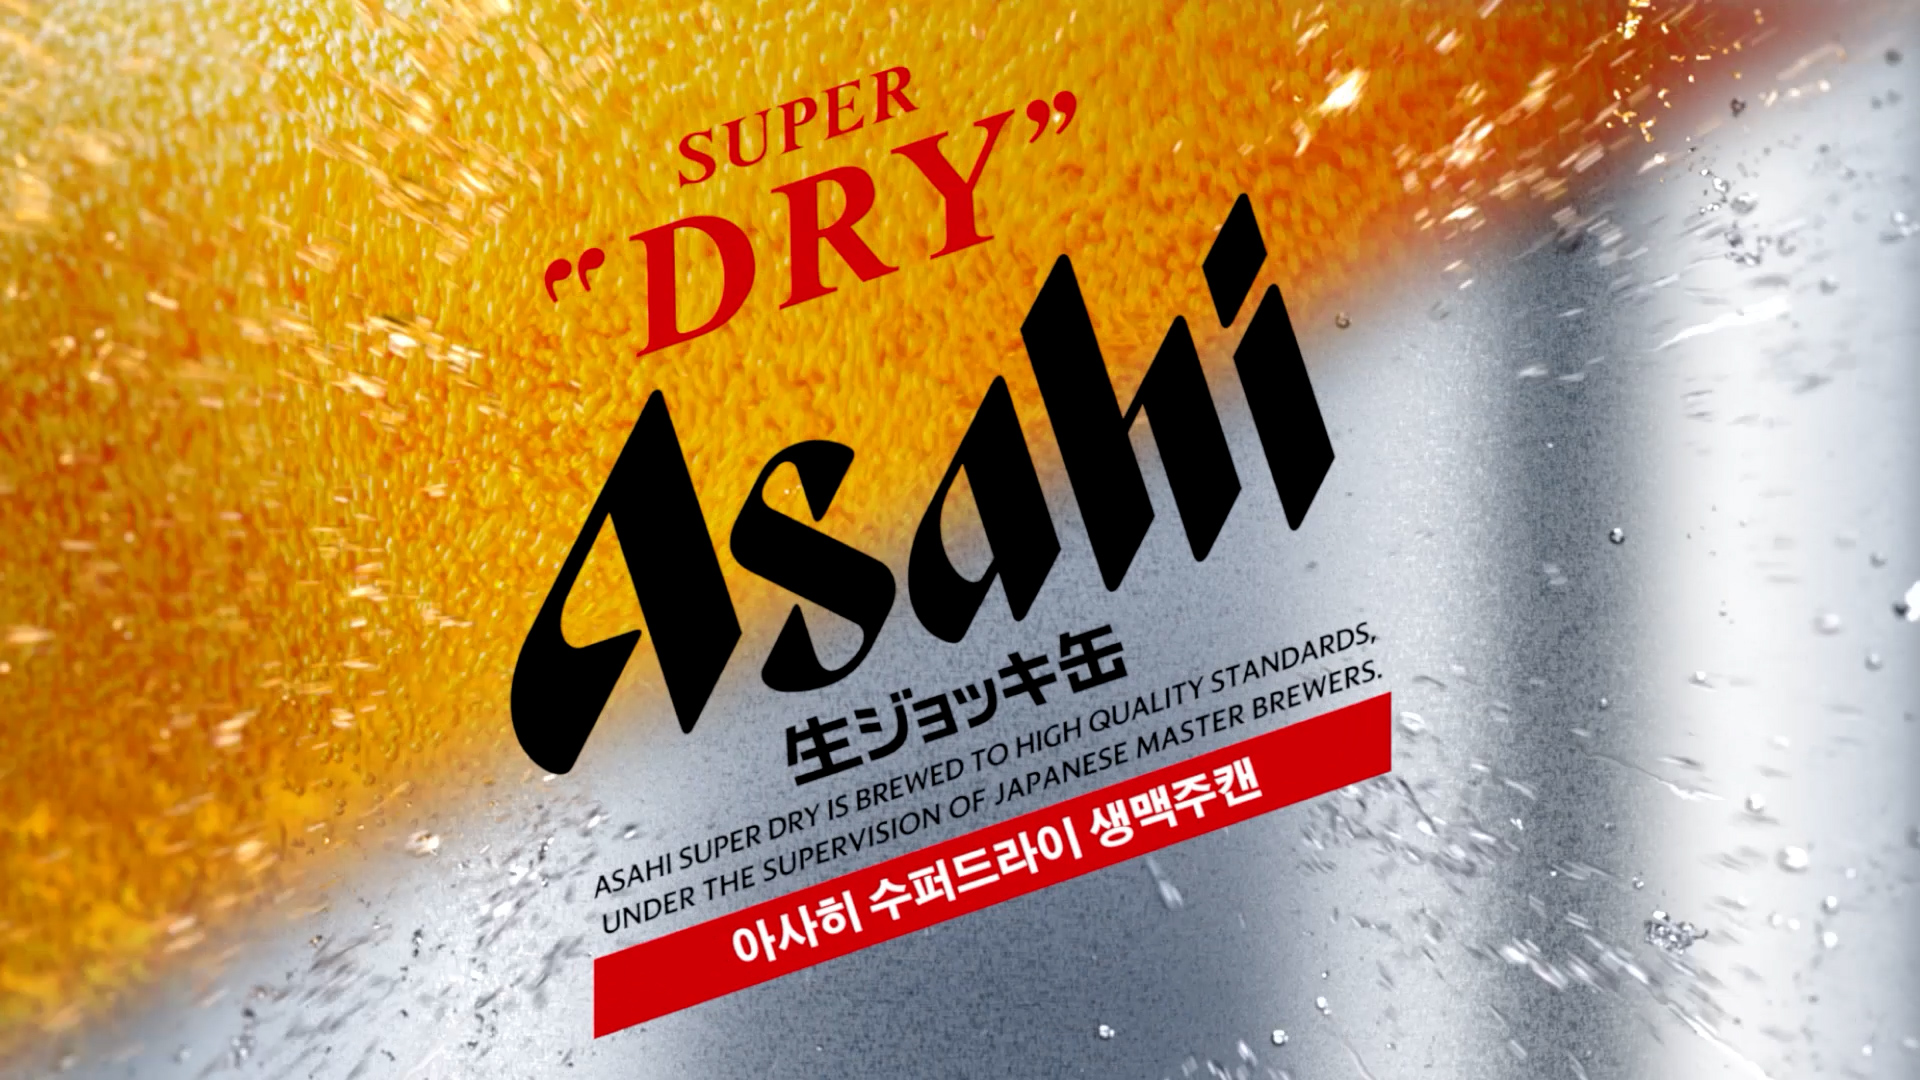 SUPER
“DRY”
Asahi
生ジョッキ缶
ASAHI SUPER DRY IS BREWED TO HIGH QUALITY STANDARDS,
UNDER THE SUPERVISION OF JAPANESE MASTER BREWERS.
아사히 수퍼드라이 생맥주캔